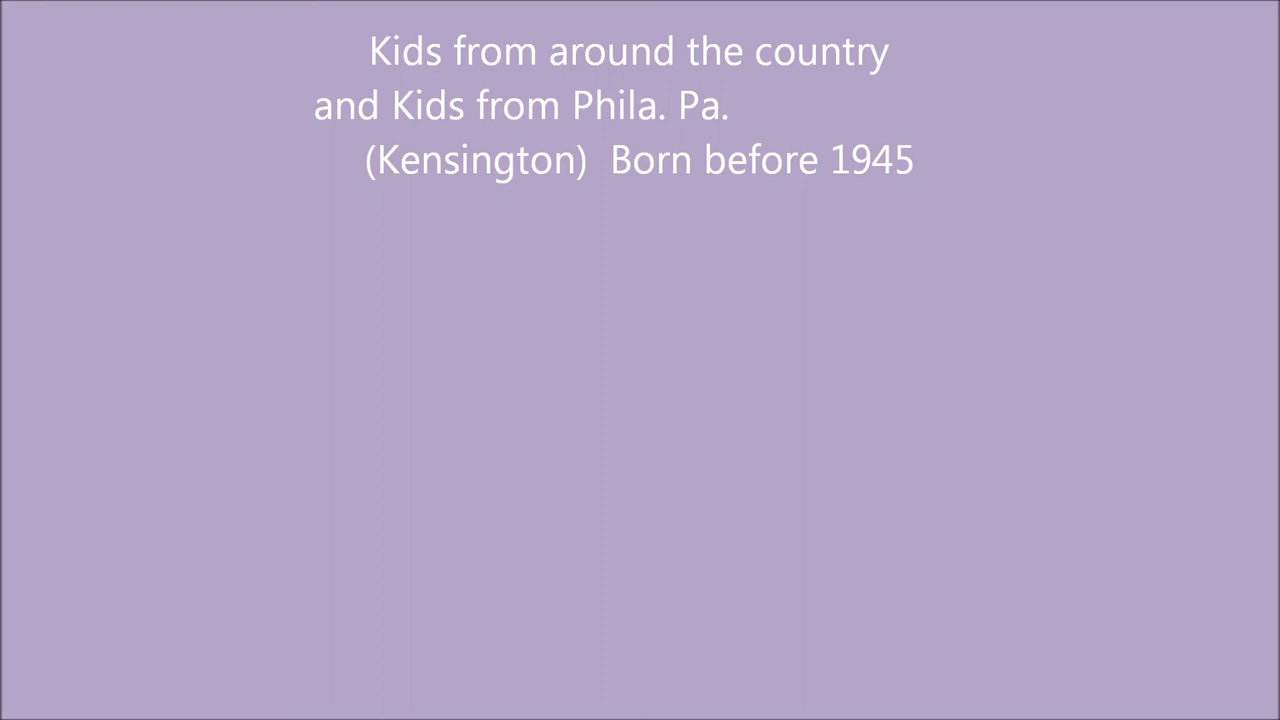 Kids from around the country
and Kids from Phila. Pa.
(Kensington)  Born before 1945